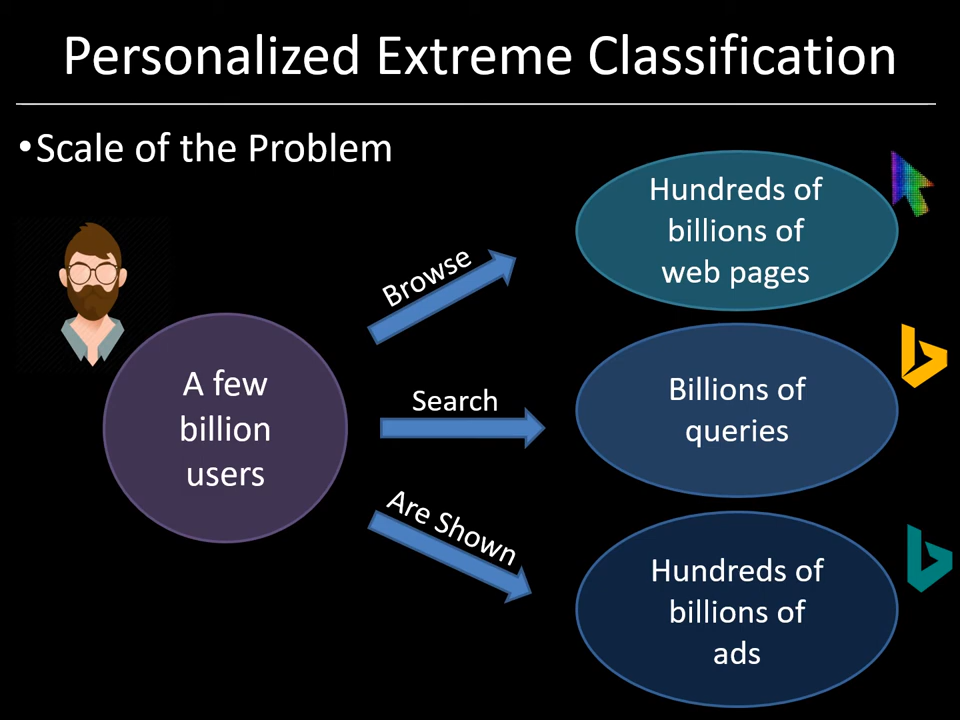 Personalized Extreme Classification
•Scale of the Problem
Hundreds of
billions of
web pages
Browse
A few
billion
users
Search
Billions of
queries
Are Shown
Hundreds of
billions of
ads